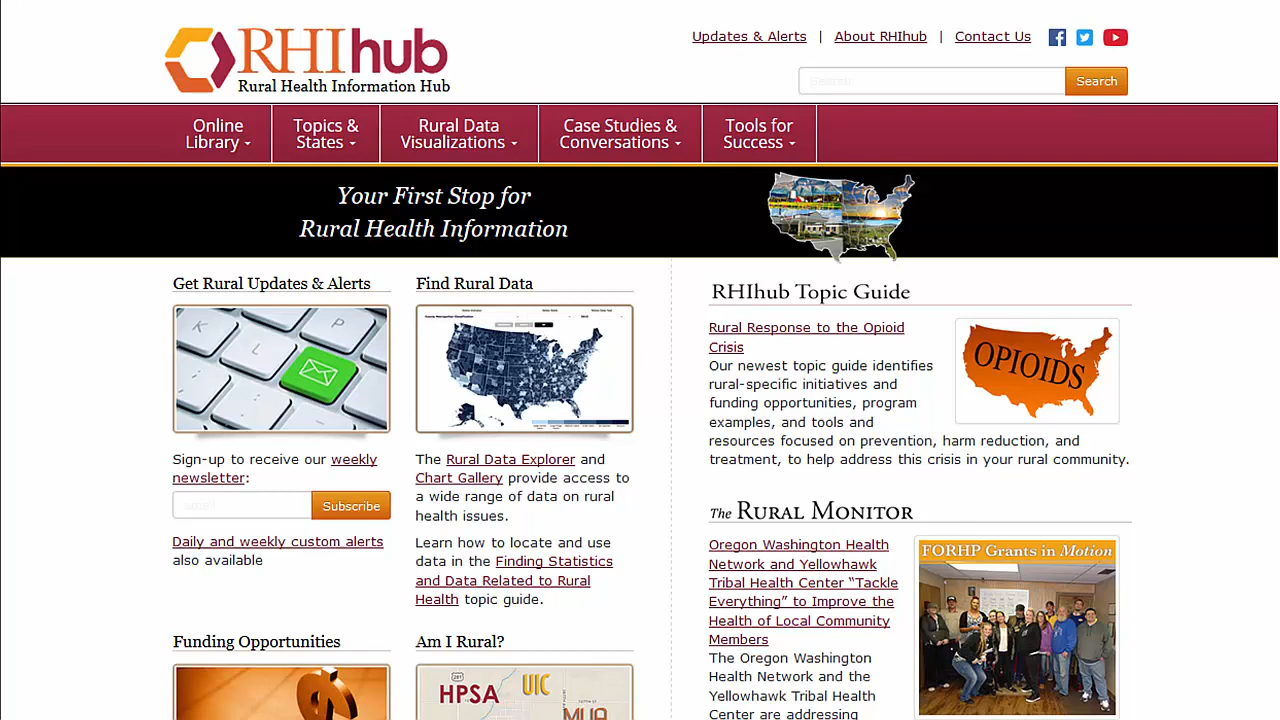 RHIhub
Rural Health Information Hub
Updates & Alerts | About RHIhub | Contact Us
Search
Online
Library
Topics &
States
Rural Data
Visualizations
Case Studies &
Conversations
Tools for
Success
Your First Stop for
Rural Health Information
Get Rural Updates & Alerts
K
P
L
Sign-up to receive our weekly
newsletter:
email
Subscribe
Daily and weekly custom alerts
also available
Funding Opportunities
Find Rural Data
The Rural Data Explorer and
Chart Gallery provide access to
a wide range of data on rural
health issues.
Learn how to locate and use
data in the Finding Statistics
and Data Related to Rural
Health topic guide.
Am I Rural?
HPSA
UIC
MUA
RHIhub Topic Guide
Rural Response to the Opioid
Crisis
Our newest topic guide identifies
rural-specific initiatives and
funding opportunities, program
examples, and tools and
resources focused on prevention, harm reduction, and
treatment, to help address this crisis in your rural community.
OPIOIDS
The Rural Monitor
Oregon Washington Health
Network and Yellowhawk
Tribal Health Center “Tackle
Everything” to Improve the
Health of Local Community
Members
The Oregon Washington
Health Network and the
Yellowhawk Tribal Health
Center are addressing
FORHP Grants in Motion